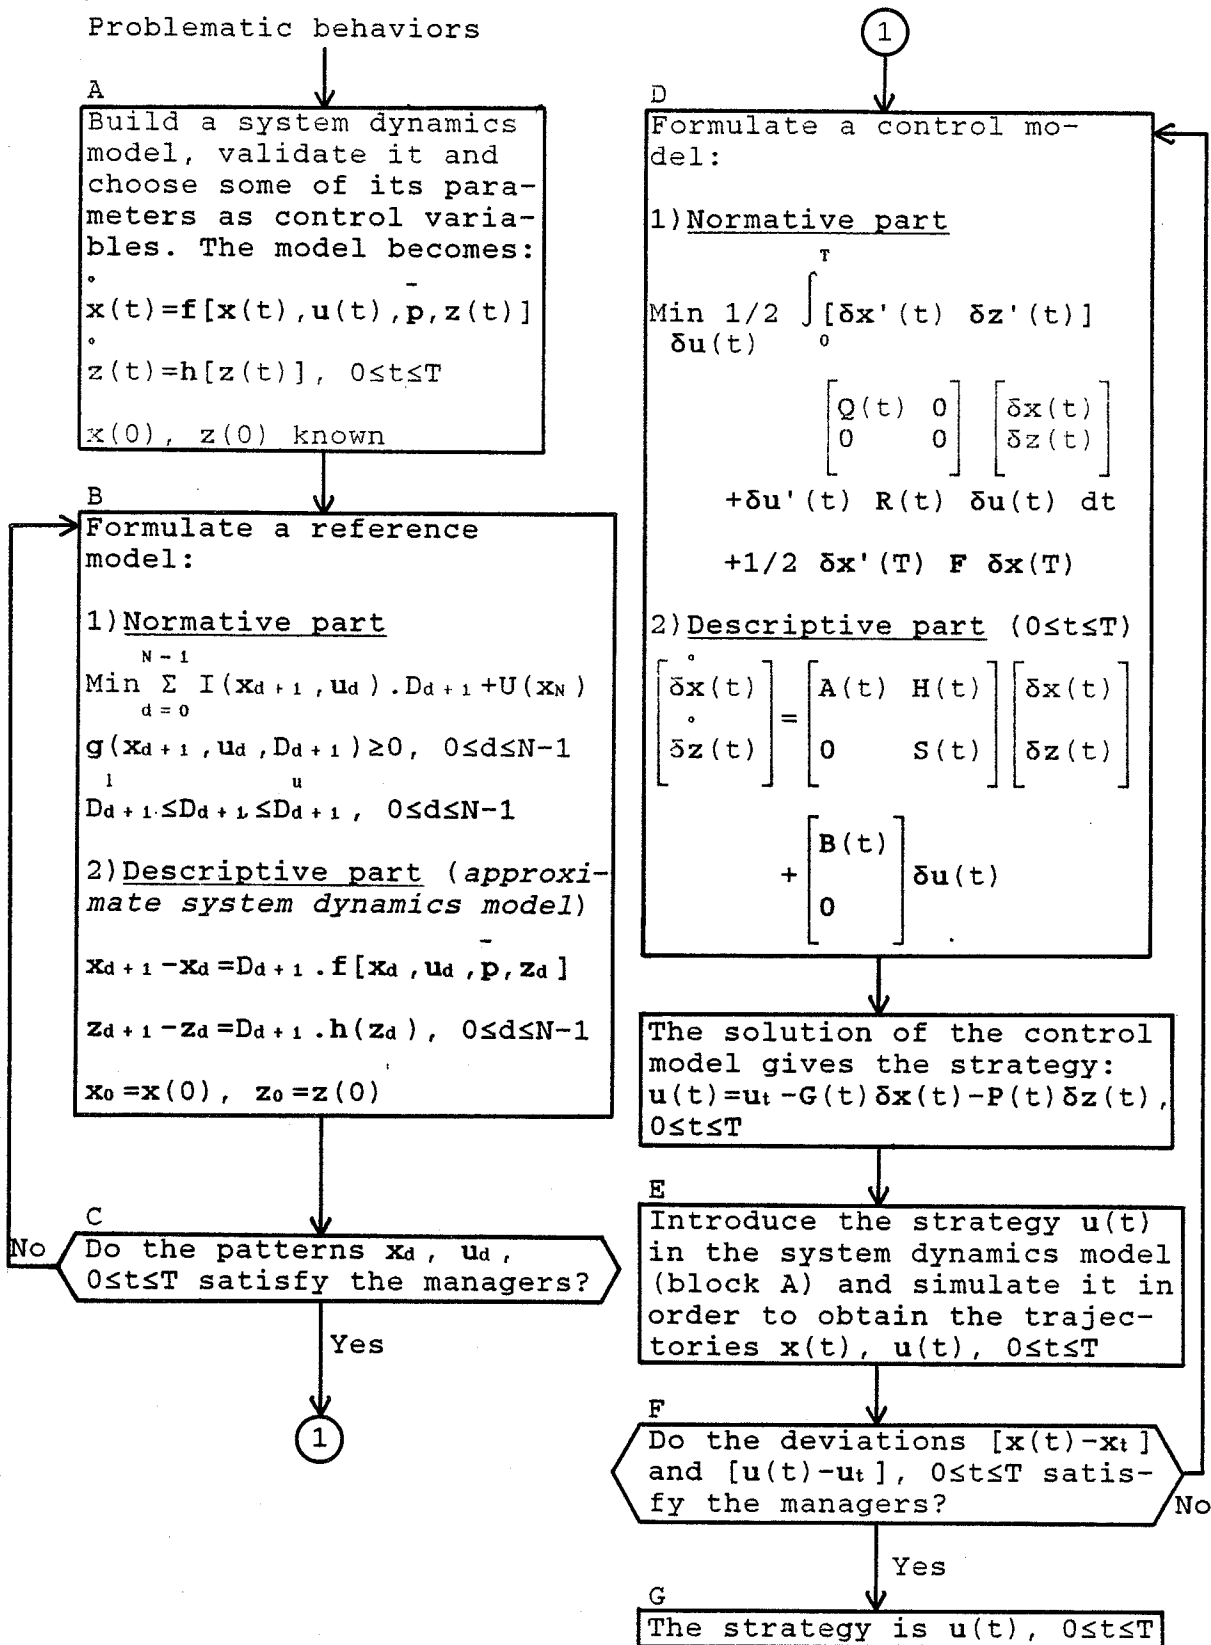 Problematic behaviors
A
Build a system dynamics
model, validate it and
choose some of its para-
meters as control varia-
bles. The model becomes:
ẋ(t)=f[x(t),u(t),p̄,z(t)]
ż(t)=h[z(t)], 0≤t≤T
x(0), z(0) known
B
Formulate a reference
model:
1)Normative part
N-1
Min Σ I(xd+1,ud).Dd+1+U(xN)
d=0
g(xd+1,ud,Dd+1)≥0, 0≤d≤N-1
l u
Dd+1≤Dd+1≤Dd+1, 0≤d≤N-1
2)Descriptive part (approxi-
mate system dynamics model)
xd+1-xd=Dd+1.f[xd,ud,p̄,zd]
zd+1-zd=Dd+1.h(zd), 0≤d≤N-1
x0=x(0), z0=z(0)
C
No
Do the patterns xd, ud,
0≤t≤T satisfy the managers?
Yes
1
1
D
Formulate a control mo-
del:
1)Normative part
T
Min 1/2 ∫[δx'(t) δz'(t)]
δu(t) 0
[Q(t) 0] [δx(t)]
[0 0] [δz(t)]
+δu'(t) R(t) δu(t) dt
+1/2 δx'(T) F δx(T)
2)Descriptive part (0≤t≤T)
[δẋ(t)] = [A(t) H(t)] [δx(t)]
[δż(t)] [0 S(t)] [δz(t)]
+ [B(t)] δu(t)
[0]
The solution of the control
model gives the strategy:
u(t)=ut-G(t)δx(t)-P(t)δz(t),
0≤t≤T
E
Introduce the strategy u(t)
in the system dynamics model
(block A) and simulate it in
order to obtain the trajec-
tories x(t), u(t), 0≤t≤T
F
Do the deviations [x(t)-xt]
and [u(t)-ut], 0≤t≤T satis-
fy the managers?
No
Yes
G
The strategy is u(t), 0≤t≤T